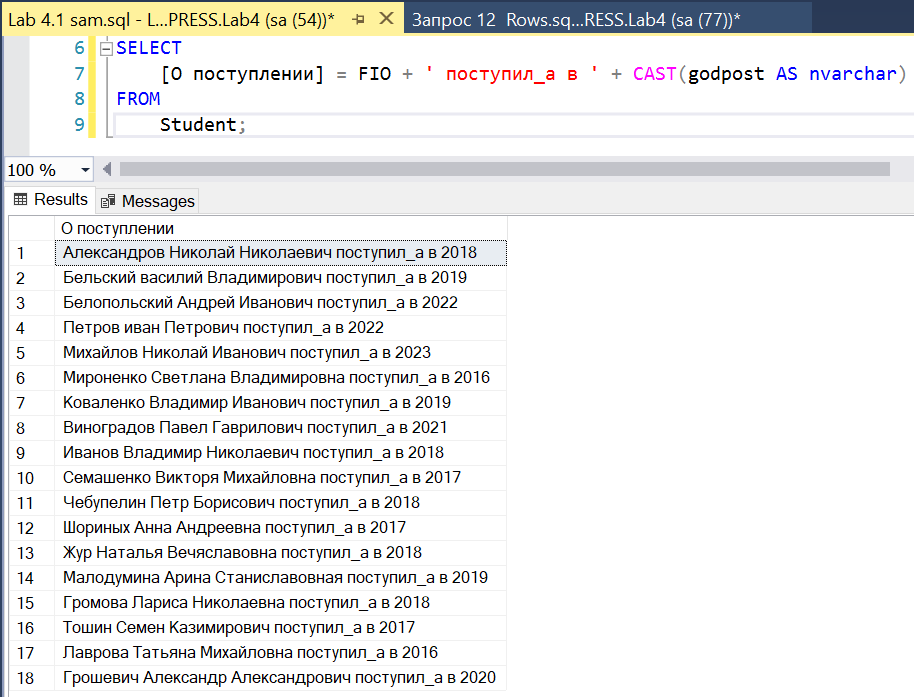 Lab 4.1 sam.sql - L...PRESS.Lab4 (sa (54))* Запрос 12 Rows.sq...RESS.Lab4 (sa (77))*
6 SELECT
7 [О поступлении] = FIO + ' поступил_а в ' + CAST(godpost AS nvarchar)
8 FROM
9 Student;
100 %
Results Messages
О поступлении
1 Александров Николай Николаевич поступил_а в 2018
2 Бельский василий Владимирович поступил_а в 2019
3 Белопольский Андрей Иванович поступил_а в 2022
4 Петров иван Петрович поступил_а в 2022
5 Михайлов Николай Иванович поступил_а в 2023
6 Мироненко Светлана Владимировна поступил_а в 2016
7 Коваленко Владимир Иванович поступил_а в 2019
8 Виноградов Павел Гаврилович поступил_а в 2021
9 Иванов Владимир Николаевич поступил_а в 2018
10 Семашенко Викторя Михайловна поступил_а в 2017
11 Чебупелин Петр Борисович поступил_а в 2018
12 Шориных Анна Андреевна поступил_а в 2017
13 Жур Наталья Вечяславовна поступил_а в 2018
14 Малодумина Арина Станиславовная поступил_а в 2019
15 Громова Лариса Николаевна поступил_а в 2018
16 Тошин Семен Казимирович поступил_а в 2017
17 Лаврова Татьяна Михайловна поступил_а в 2016
18 Грошевич Александр Александрович поступил_а в 2020